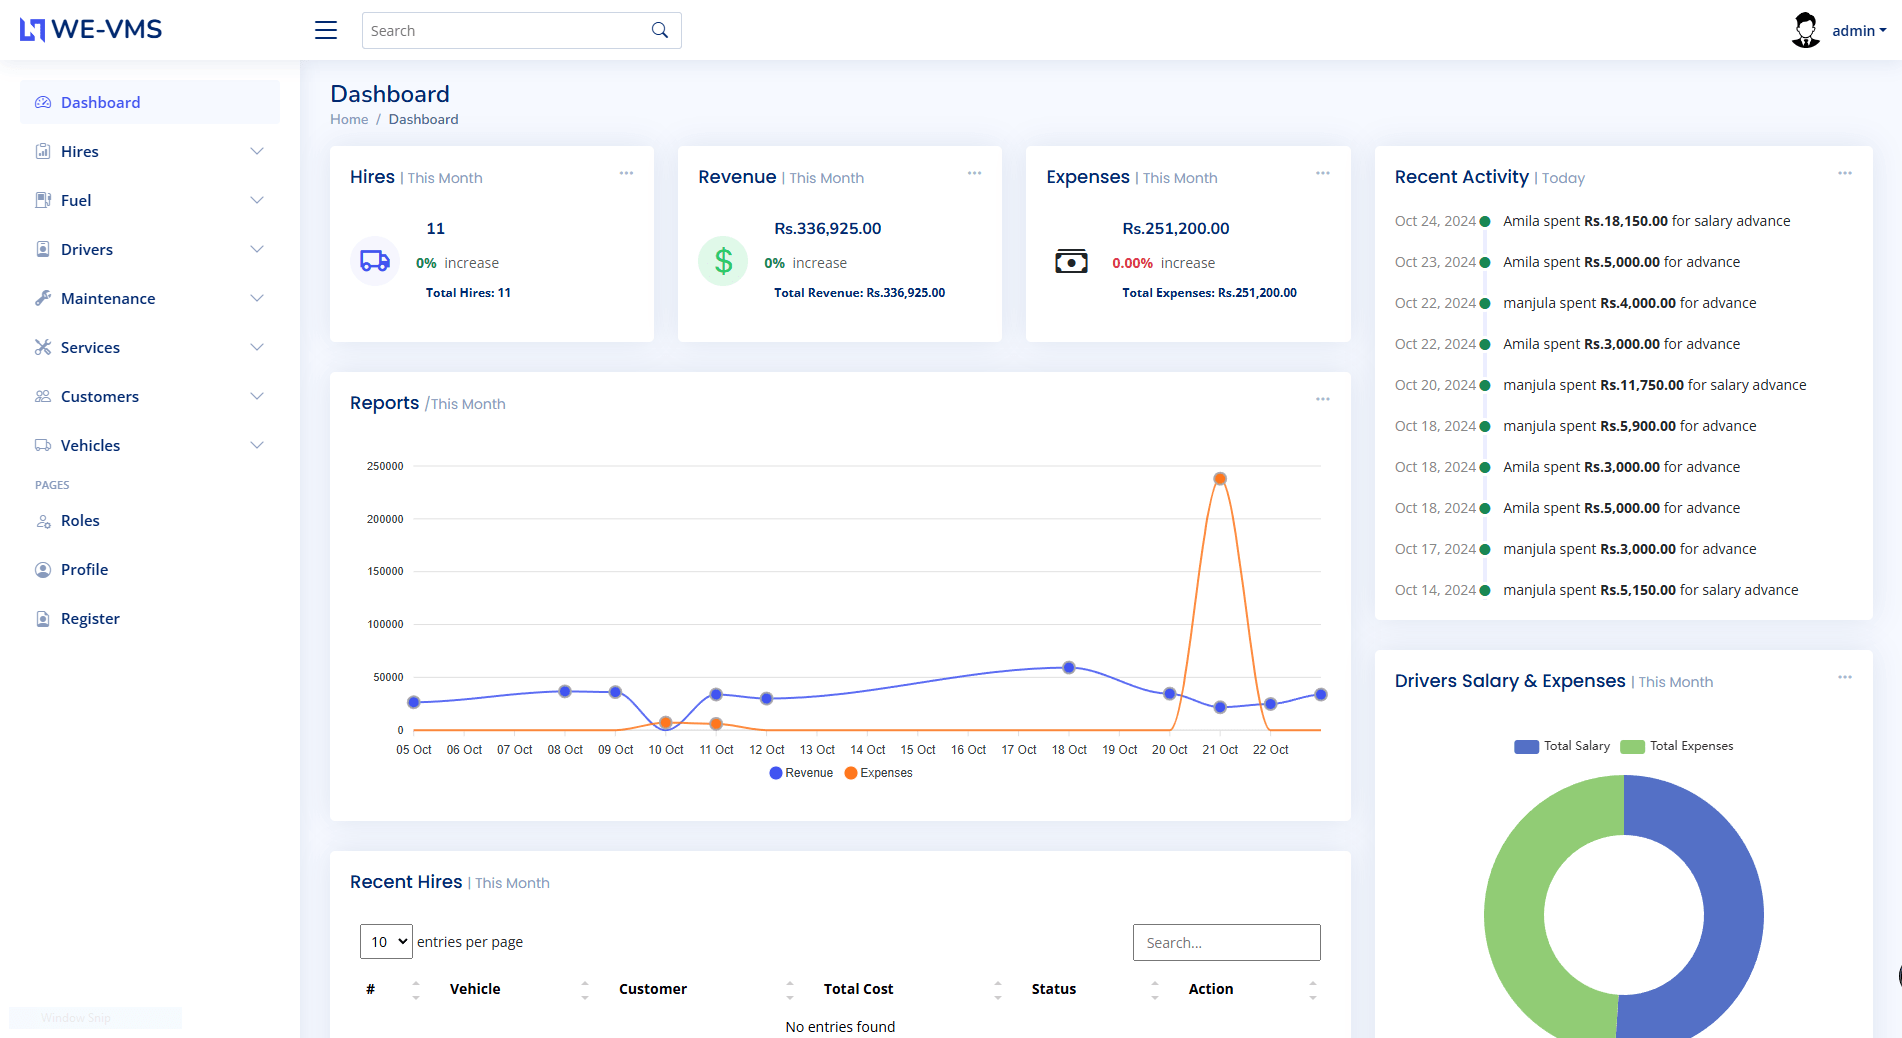 WE-VMS
Search
admin
Dashboard
Hires
Fuel
Drivers
Maintenance
Services
Customers
Vehicles
PAGES
Roles
Profile
Register
Window Snip
Dashboard
Home / Dashboard
Hires | This Month
11
0% increase
Total Hires: 11
Revenue | This Month
$
Rs.336,925.00
0% increase
Total Revenue: Rs.336,925.00
Expenses | This Month
Rs.251,200.00
0.00% increase
Total Expenses: Rs.251,200.00
Reports /This Month
250000
200000
150000
100000
50000
0
05 Oct 06 Oct 07 Oct 08 Oct 09 Oct 10 Oct 11 Oct 12 Oct 13 Oct 14 Oct 15 Oct 16 Oct 17 Oct 18 Oct 19 Oct 20 Oct 21 Oct 22 Oct
Revenue Expenses
Recent Hires | This Month
10 entries per page
Search...
# Vehicle Customer Total Cost Status Action
No entries found
Recent Activity | Today
Oct 24, 2024 Amila spent Rs.18,150.00 for salary advance
Oct 23, 2024 Amila spent Rs.5,000.00 for advance
Oct 22, 2024 manjula spent Rs.4,000.00 for advance
Oct 22, 2024 Amila spent Rs.3,000.00 for advance
Oct 20, 2024 manjula spent Rs.11,750.00 for salary advance
Oct 18, 2024 manjula spent Rs.5,900.00 for advance
Oct 18, 2024 Amila spent Rs.3,000.00 for advance
Oct 18, 2024 Amila spent Rs.5,000.00 for advance
Oct 17, 2024 manjula spent Rs.3,000.00 for advance
Oct 14, 2024 manjula spent Rs.5,150.00 for salary advance
Drivers Salary & Expenses | This Month
Total Salary Total Expenses